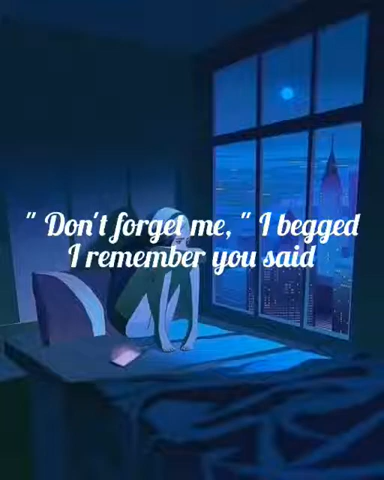 " Don't forget me, " I begged
I remember you said